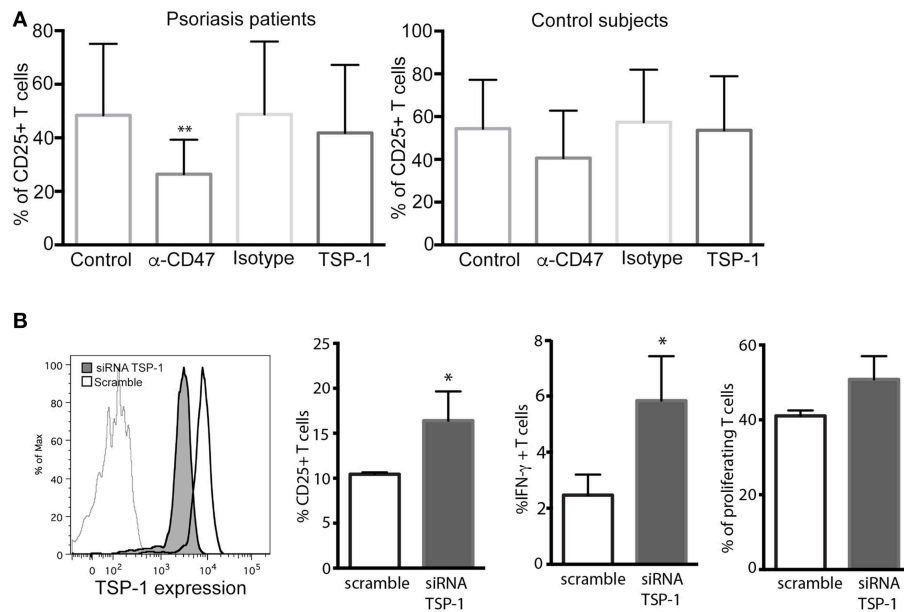 A
Psoriasis patients
Control subjects
% of CD25+ T cells
80
60
40
20
0
Control
α-CD47
Isotype
TSP-1
**
% of CD25+ T cells
100
80
60
40
20
0
Control
α-CD47
Isotype
TSP-1
B
% of Max
100
80
60
40
20
0
siRNA TSP-1
Scramble
0
10²
10³
10⁴
10⁵
TSP-1 expression
% CD25+ T cells
25
20
15
10
5
0
*
scramble
siRNA
TSP-1
%IFN-γ + T cells
8
6
4
2
0
*
scramble
siRNA
TSP-1
% of proliferating T cells
60
40
20
0
scramble
siRNA
TSP-1